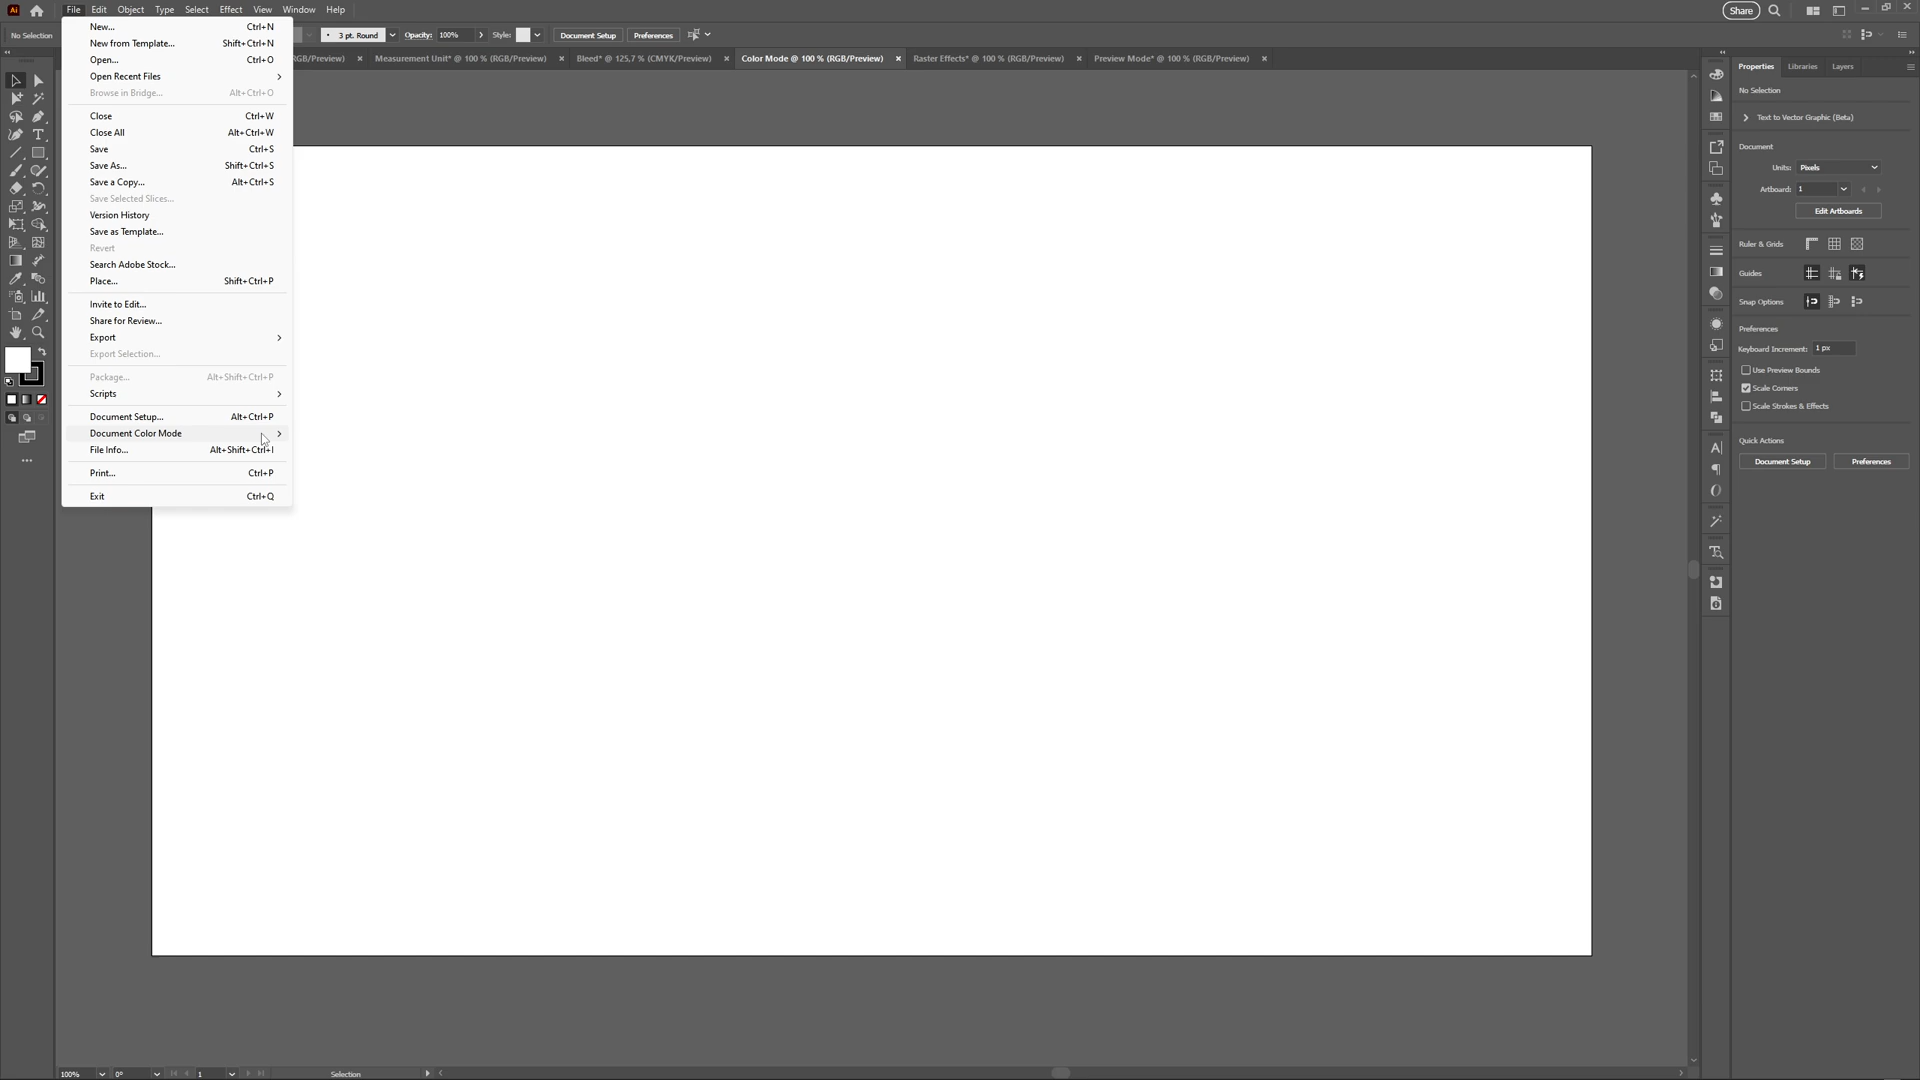 Ai File Edit Object Type Select Effect View Window Help Share
No Selection 3 pt. Round Opacity: 100% Style: Document Setup Preferences
RGB/Preview) × Measurement Unit* @ 100 % (RGB/Preview) × Bleed* @ 125,7 % (CMYK/Preview) × Color Mode @ 100 % (RGB/Preview) × Raster Effects* @ 100 % (RGB/Preview) × Preview Mode* @ 100 % (RGB/Preview) ×
New... Ctrl+N
New from Template... Shift+Ctrl+N
Open... Ctrl+O
Open Recent Files
Browse in Bridge... Alt+Ctrl+O
Close Ctrl+W
Close All Alt+Ctrl+W
Save Ctrl+S
Save As... Shift+Ctrl+S
Save a Copy... Alt+Ctrl+S
Save Selected Slices...
Version History
Save as Template...
Revert
Search Adobe Stock...
Place... Shift+Ctrl+P
Invite to Edit...
Share for Review...
Export
Export Selection...
Package... Alt+Shift+Ctrl+P
Scripts
Document Setup... Alt+Ctrl+P
Document Color Mode
File Info... Alt+Shift+Ctrl+I
Print... Ctrl+P
Exit Ctrl+Q
Properties Libraries Layers
No Selection
Text to Vector Graphic (Beta)
Document
Units: Pixels
Artboard: 1
Edit Artboards
Ruler & Grids
Guides
Snap Options
Preferences
Keyboard Increment: 1 px
Use Preview Bounds
Scale Corners
Scale Strokes & Effects
Quick Actions
Document Setup Preferences
100% 0° 1 Selection